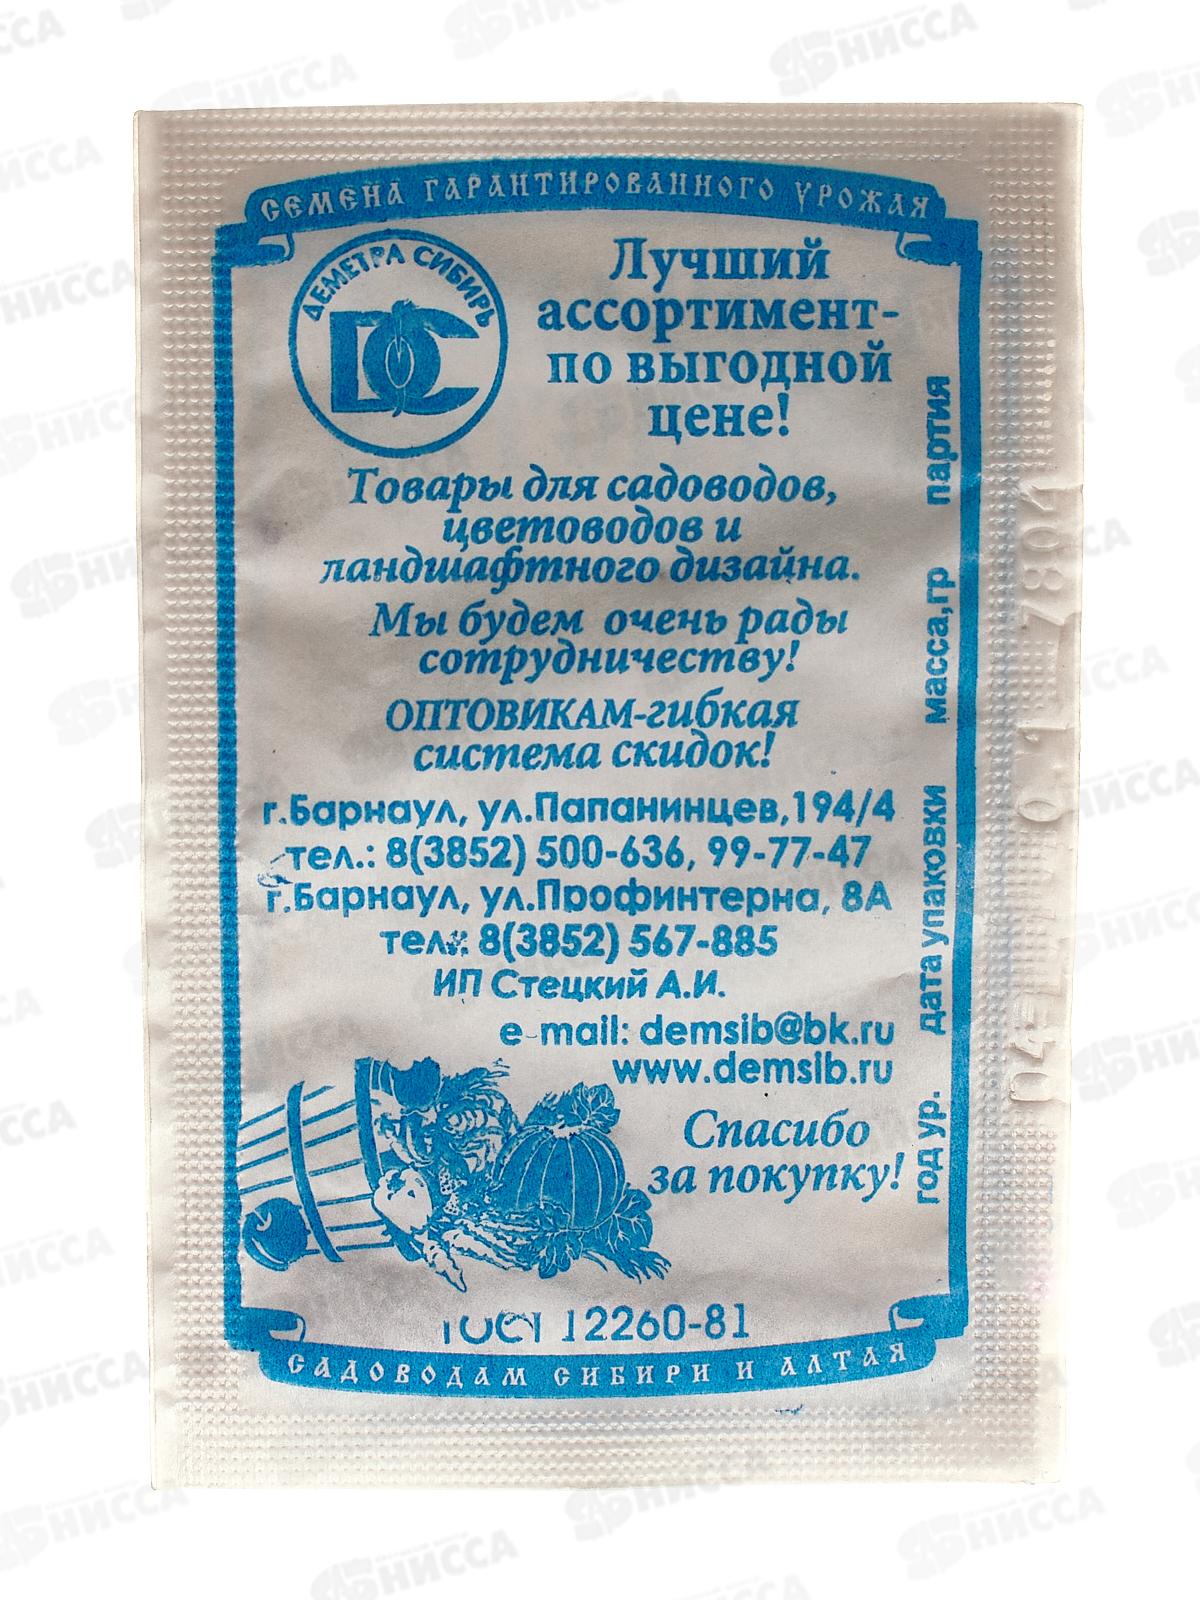 СЕМЕНА ГАРАНТИРОВАННОГО УРОЖАЯ
ДЕМЕТРА СИБИРЬ
DC
Лучший
ассортимент-
по выгодной
цене!
Товары для садоводов,
цветоводов и
ландшафтного дизайна.
Мы будем очень рады
сотрудничеству!
ОПТОВИКАМ-гибкая
система скидок!
г.Барнаул, ул.Папанинцев,194/4
тел.: 8(3852) 500-636, 99-77-47
г.Барнаул, ул.Профинтерна, 8А
тел.: 8(3852) 567-885
ИП Стецкий А.И.
e-mail: demsib@bk.ru
www.demsib.ru
Спасибо
за покупку!
год ур. дата упаковки масса,гр партия
ГОСТ 12260-81
САДОВОДАМ СИБИРИ И АЛТАЯ
АБНИССА